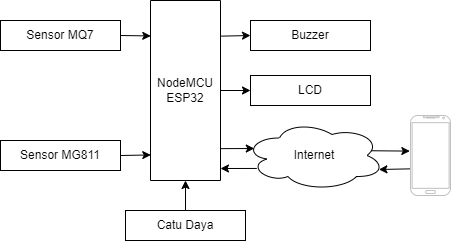 Sensor MQ7
Buzzer
NodeMCU
ESP32
LCD
Sensor MG811
Internet
Catu Daya